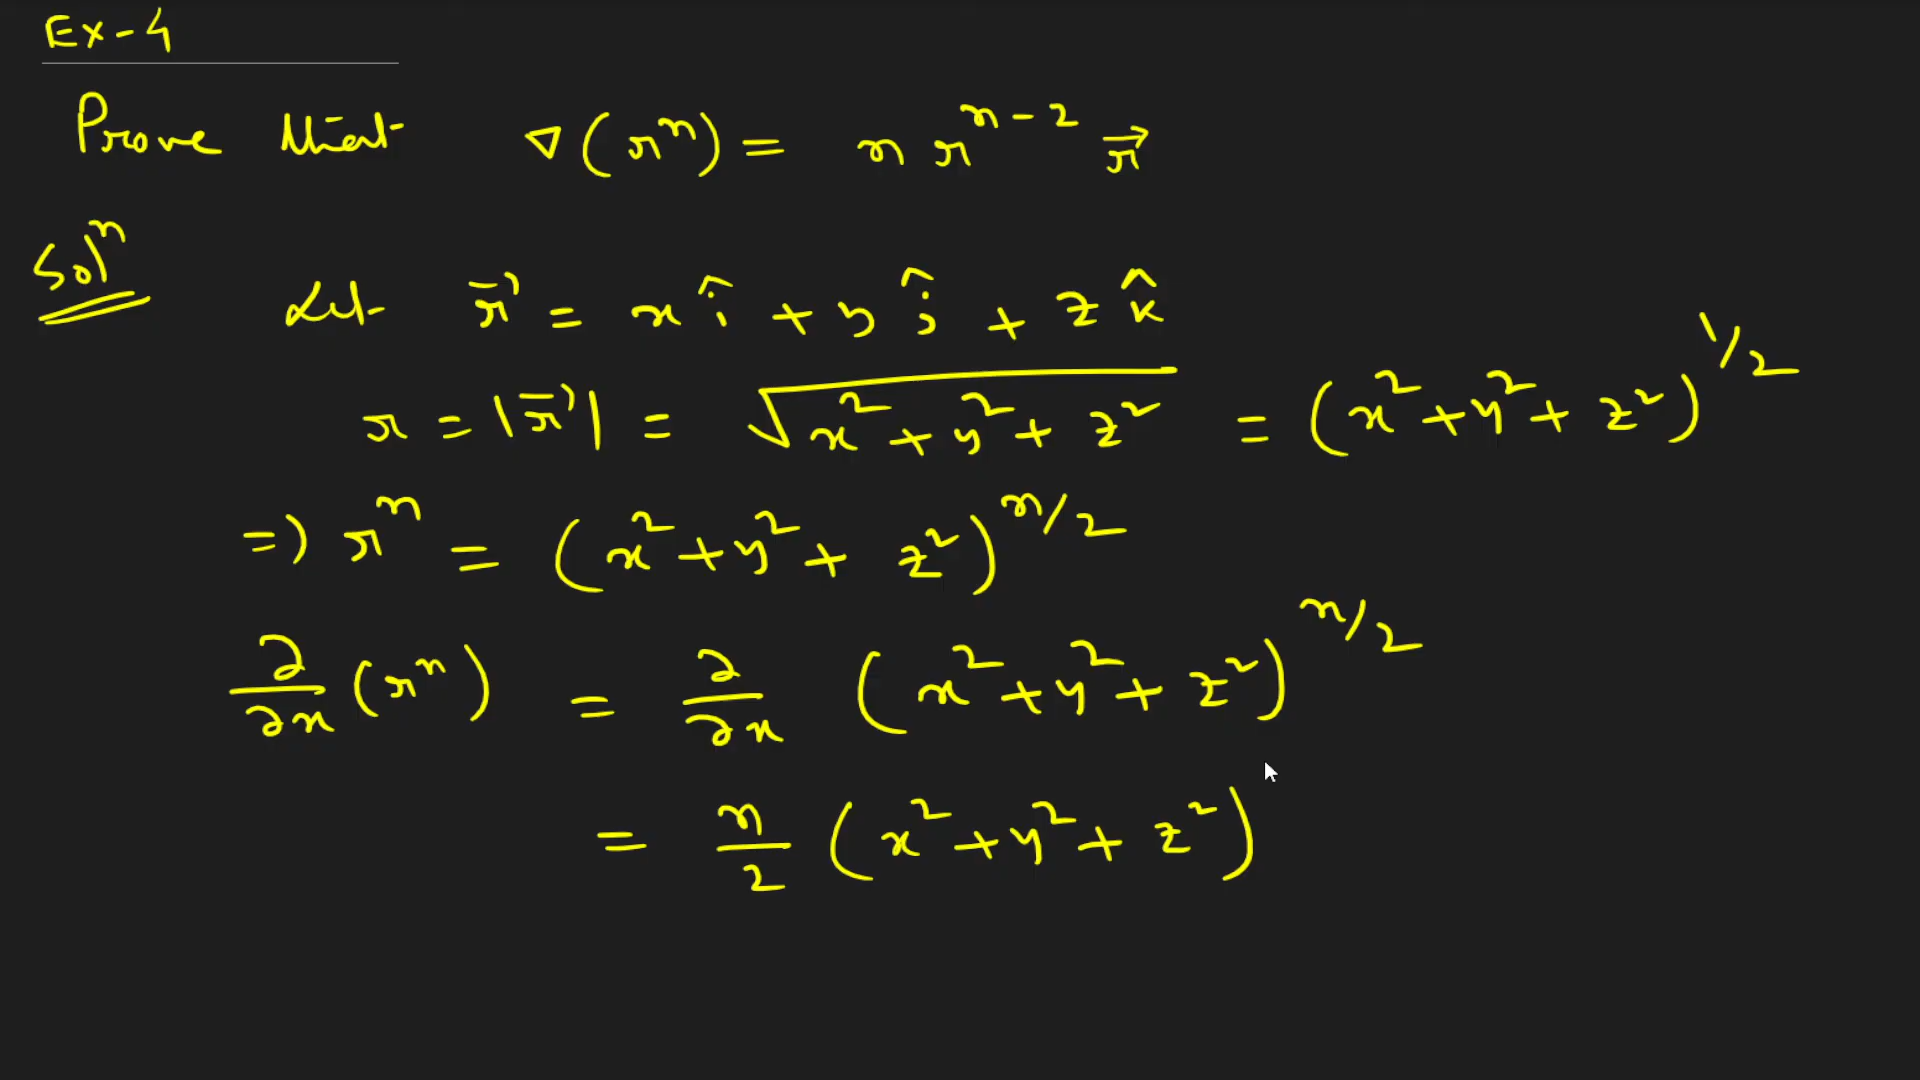 Ex-4
Prove that ∇(rⁿ) = n rⁿ⁻² r⃗
Solⁿ
Let r⃗ = x î + y ĵ + z k̂
r = |r⃗| = √(x² + y² + z²) = (x² + y² + z²)^(1/2)
=> rⁿ = (x² + y² + z²)^(n/2)
∂/∂x (rⁿ) = ∂/∂x (x² + y² + z²)^(n/2)
= n/2 (x² + y² + z²)